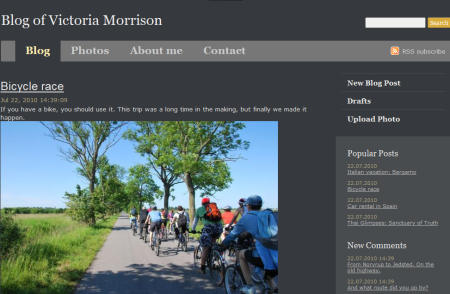 Blog of Victoria Morrison
Search
Blog
Photos
About me
Contact
RSS subscribe
Bicycle race
Jul 22, 2010 14:39:09
If you have a bike, you should use it. This trip was a long time in the making, but finally we made it
happen.
New Blog Post
Drafts
Upload Photo
Popular Posts
22.07.2010
Italian vacation: Bergamo
22.07.2010
Bicycle race
22.07.2010
Car rental in Spain
22.07.2010
Thai Glimpses: Sanctuary of Truth
New Comments
22.07.2010 14:39
From Norvrup to Jedsted. On the
old highway.
22.07.2010 14:39
And what route did you up by?